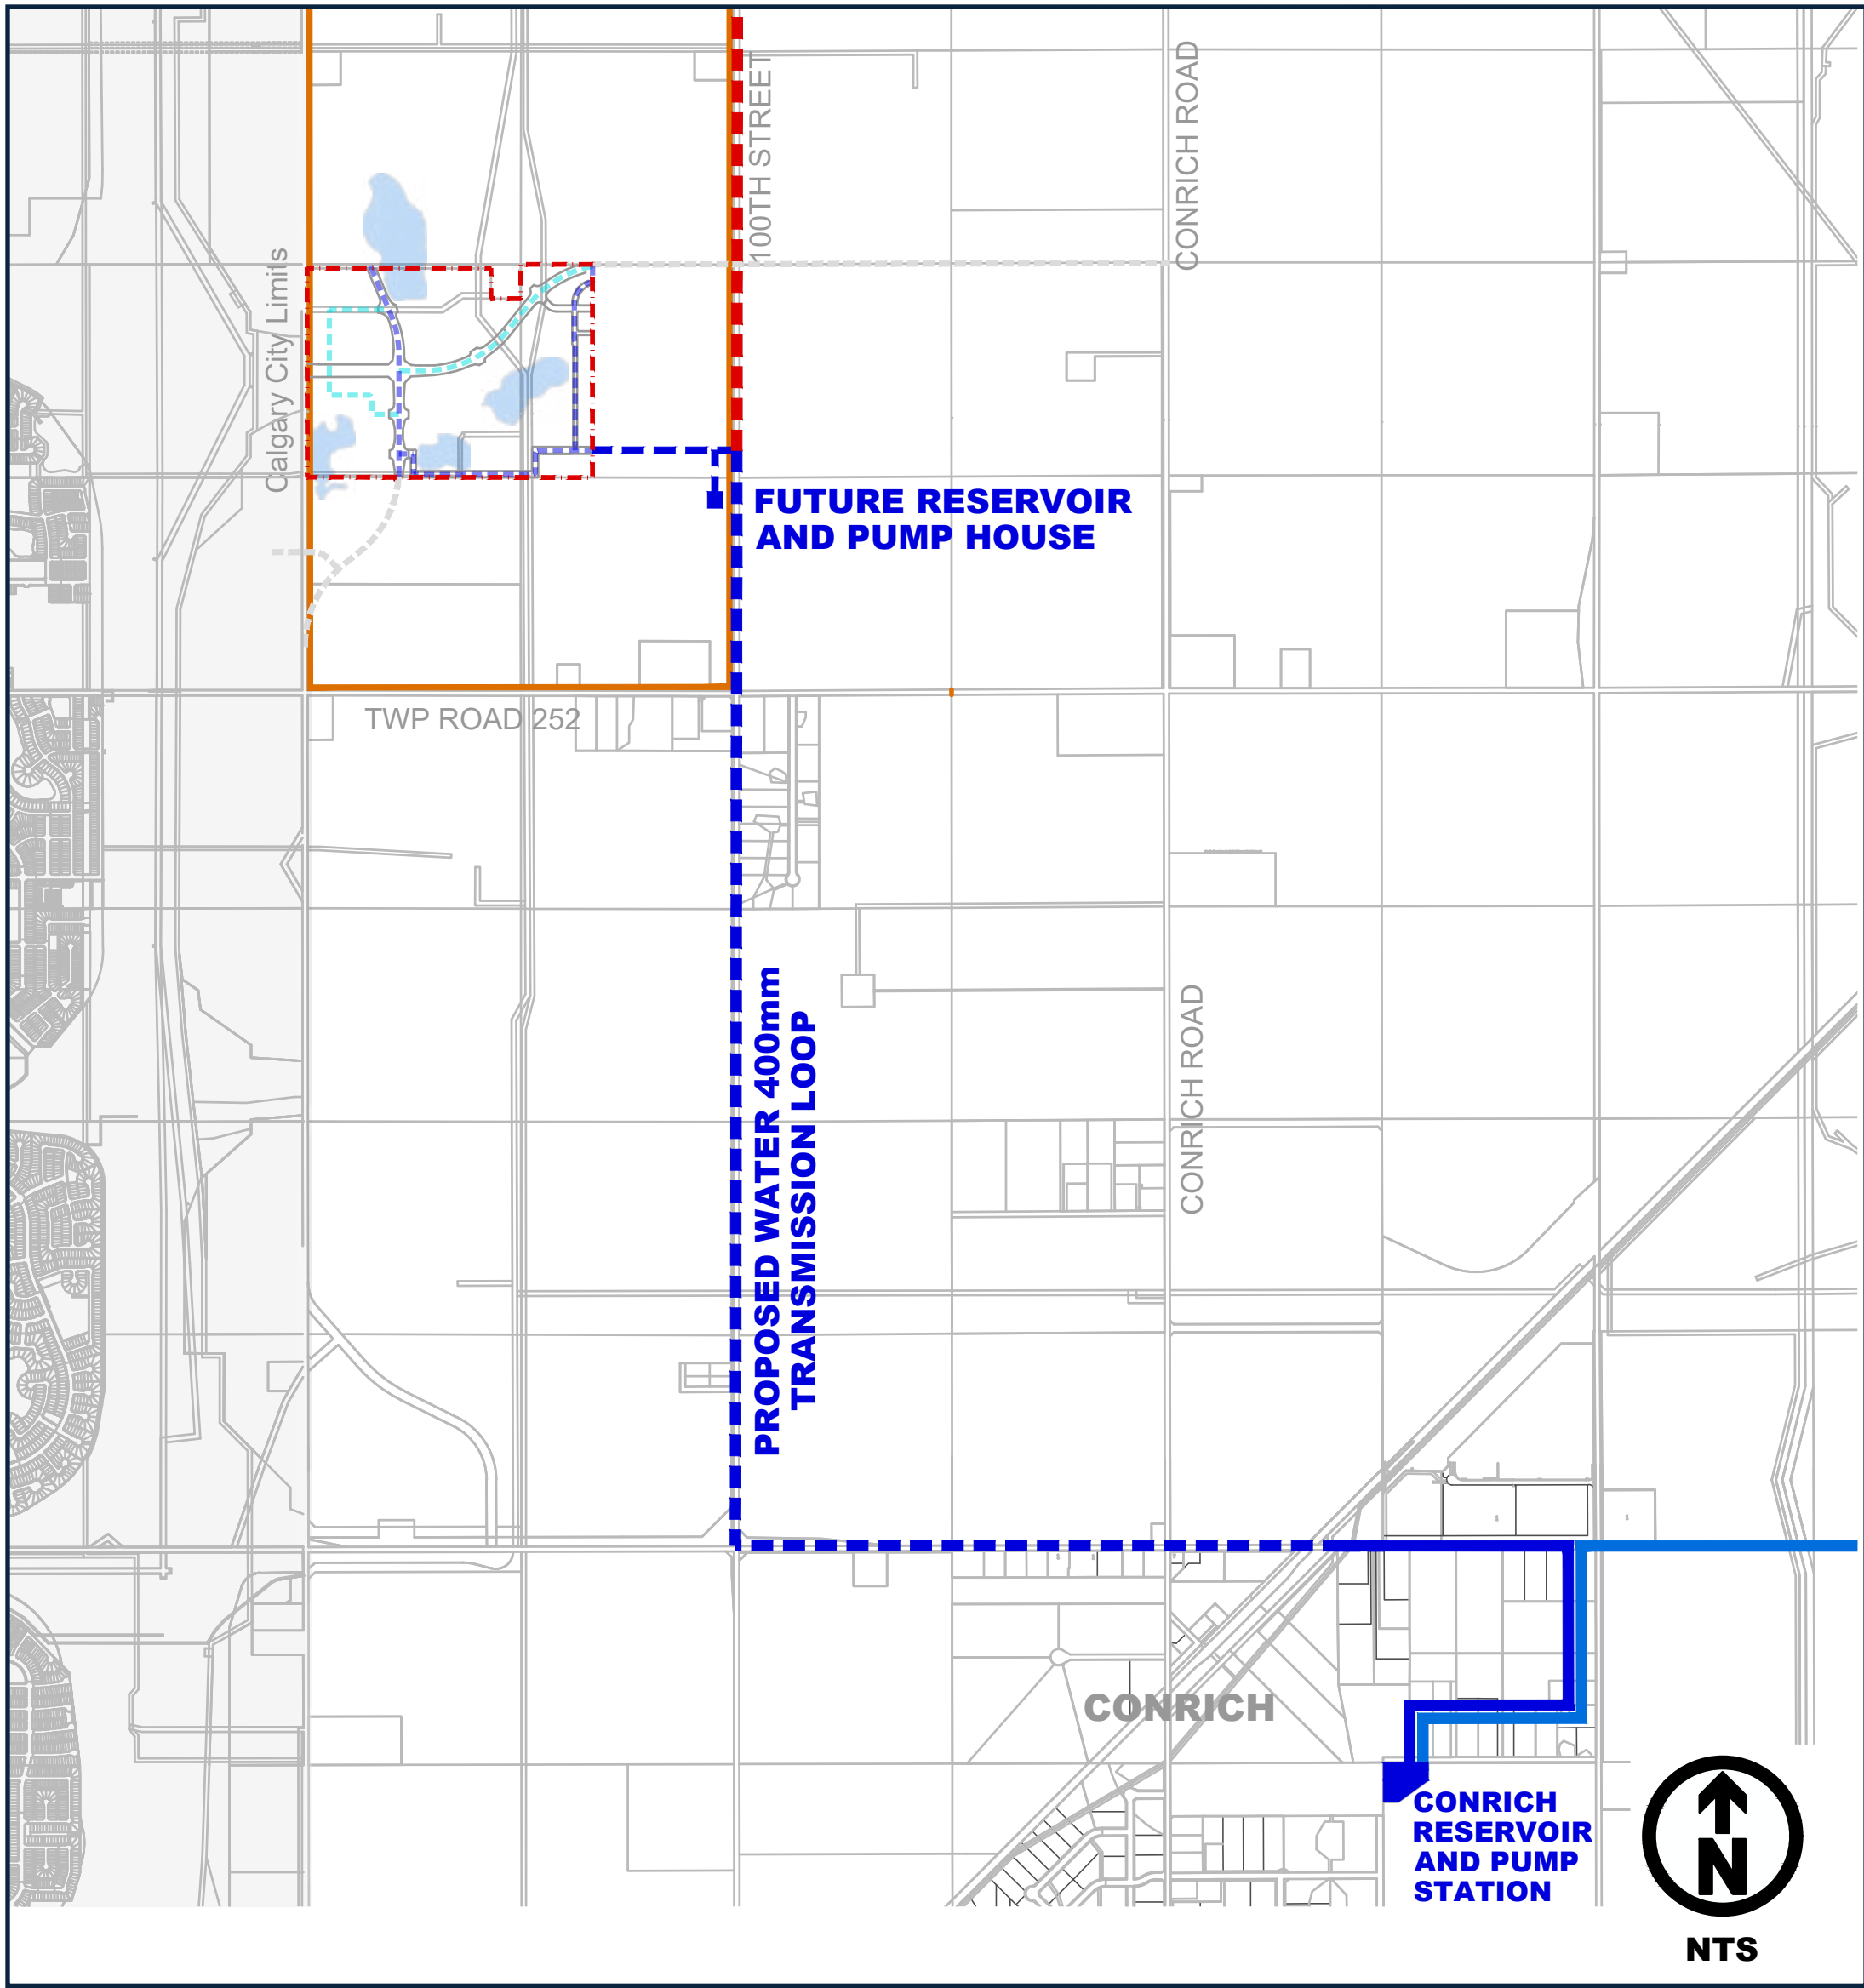 100TH STREET
CONRICH ROAD
Calgary City Limits
FUTURE RESERVOIR
AND PUMP HOUSE
TWP ROAD 252
PROPOSED WATER 400mm
TRANSMISSION LOOP
CONRICH ROAD
CONRICH
CONRICH
RESERVOIR
AND PUMP
STATION
N
NTS